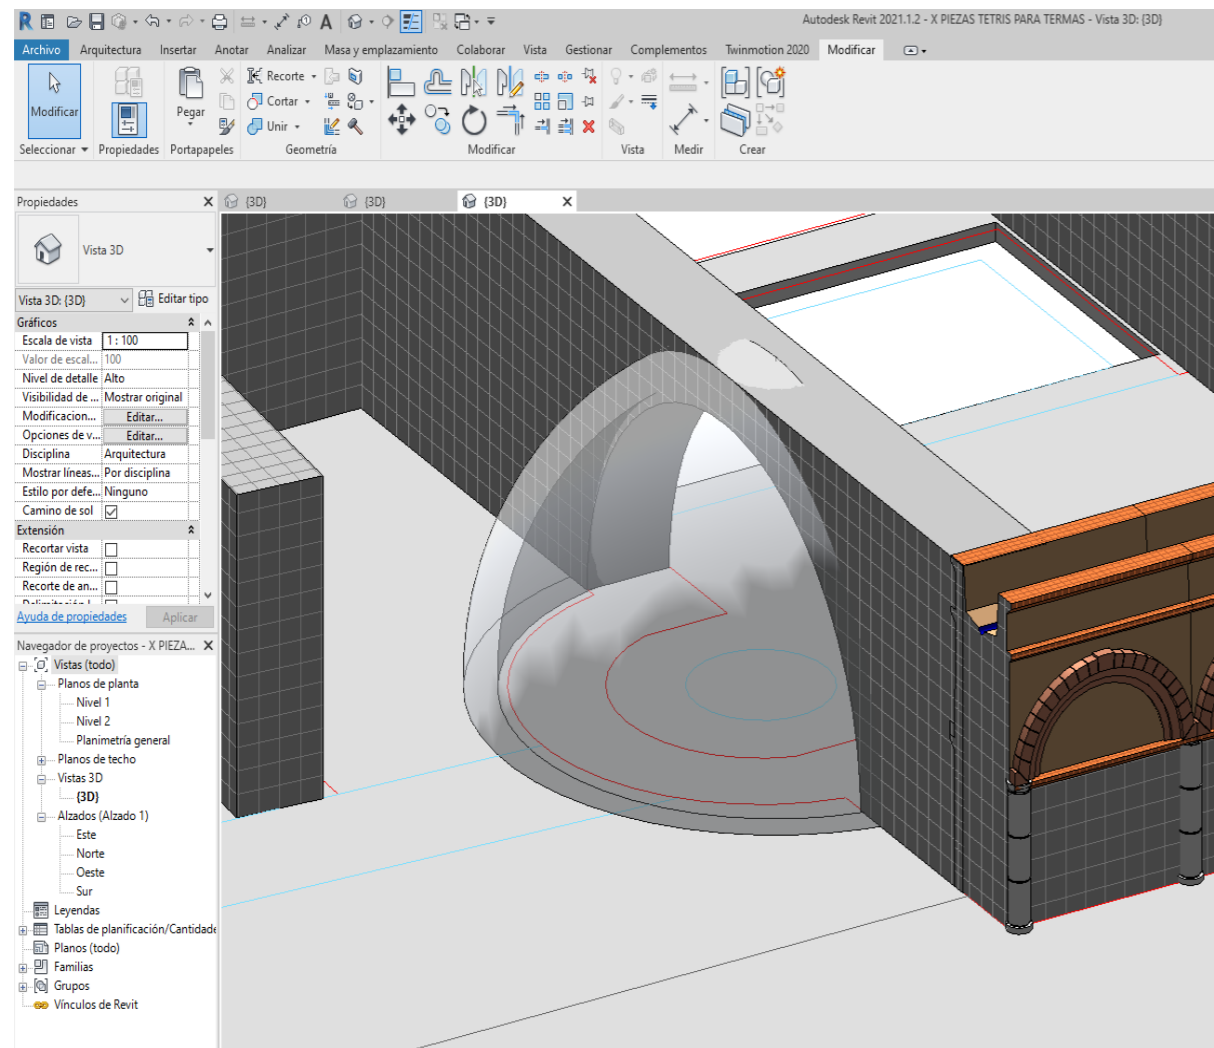 Autodesk Revit 2021.1.2 - X PIEZAS TETRIS PARA TERMAS - Vista 3D: {3D}
Archivo Arquitectura Insertar Anotar Analizar Masa y emplazamiento Colaborar Vista Gestionar Complementos Twinmotion 2020 Modificar
Modificar
Pegar
Recorte
Cortar
Unir
Seleccionar Propiedades Portapapeles Geometría Modificar Vista Medir Crear
Propiedades X {3D} {3D} {3D} X
Vista 3D
Vista 3D: {3D} Editar tipo
Gráficos
Escala de vista 1 : 100
Valor de escal... 100
Nivel de detalle Alto
Visibilidad de ... Mostrar original
Modificacion... Editar...
Opciones de v... Editar...
Disciplina Arquitectura
Mostrar líneas... Por disciplina
Estilo por defe... Ninguno
Camino de sol
Extensión
Recortar vista
Región de rec...
Recorte de an...
Ayuda de propiedades Aplicar
Navegador de proyectos - X PIEZA... X
Vistas (todo)
Planos de planta
Nivel 1
Nivel 2
Planimetría general
Planos de techo
Vistas 3D
{3D}
Alzados (Alzado 1)
Este
Norte
Oeste
Sur
Leyendas
Tablas de planificación/Cantidade
Planos (todo)
Familias
Grupos
Vínculos de Revit